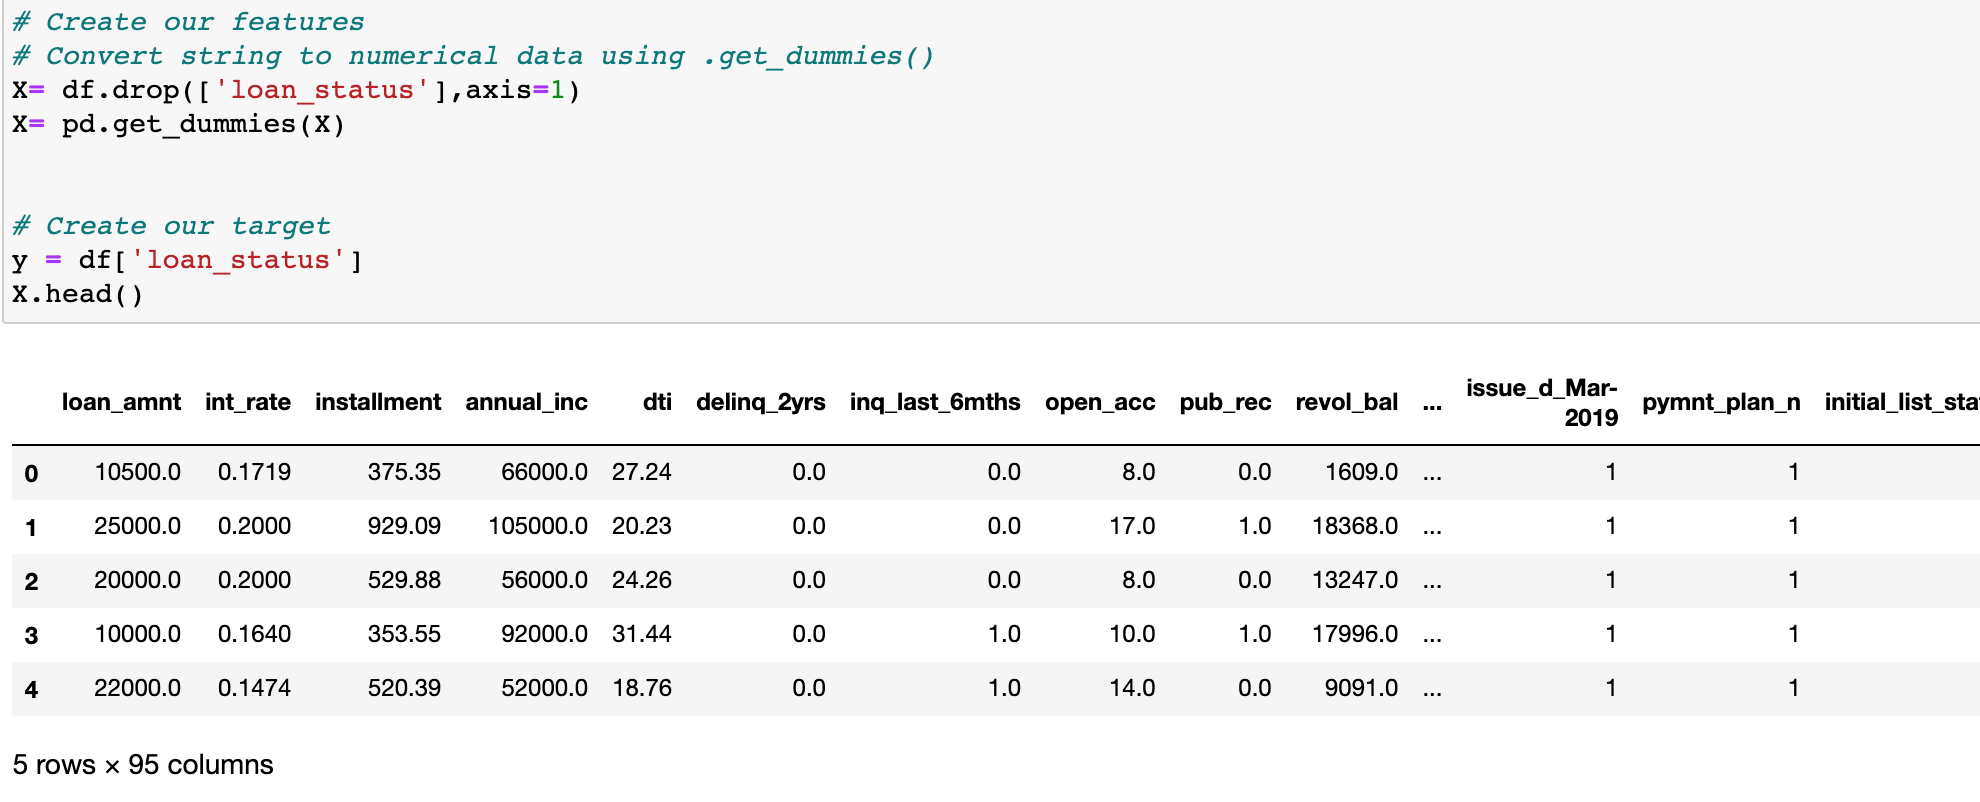 # Create our features
# Convert string to numerical data using .get_dummies()
X= df.drop(['loan_status'],axis=1)
X= pd.get_dummies(X)
# Create our target
y = df['loan_status']
X.head()
loan_amnt int_rate installment annual_inc dti delinq_2yrs inq_last_6mths open_acc pub_rec revol_bal ... issue_d_Mar-2019 pymnt_plan_n initial_list_sta
0 10500.0 0.1719 375.35 66000.0 27.24 0.0 0.0 8.0 0.0 1609.0 ... 1 1
1 25000.0 0.2000 929.09 105000.0 20.23 0.0 0.0 17.0 1.0 18368.0 ... 1 1
2 20000.0 0.2000 529.88 56000.0 24.26 0.0 0.0 8.0 0.0 13247.0 ... 1 1
3 10000.0 0.1640 353.55 92000.0 31.44 0.0 1.0 10.0 1.0 17996.0 ... 1 1
4 22000.0 0.1474 520.39 52000.0 18.76 0.0 1.0 14.0 0.0 9091.0 ... 1 1
5 rows × 95 columns